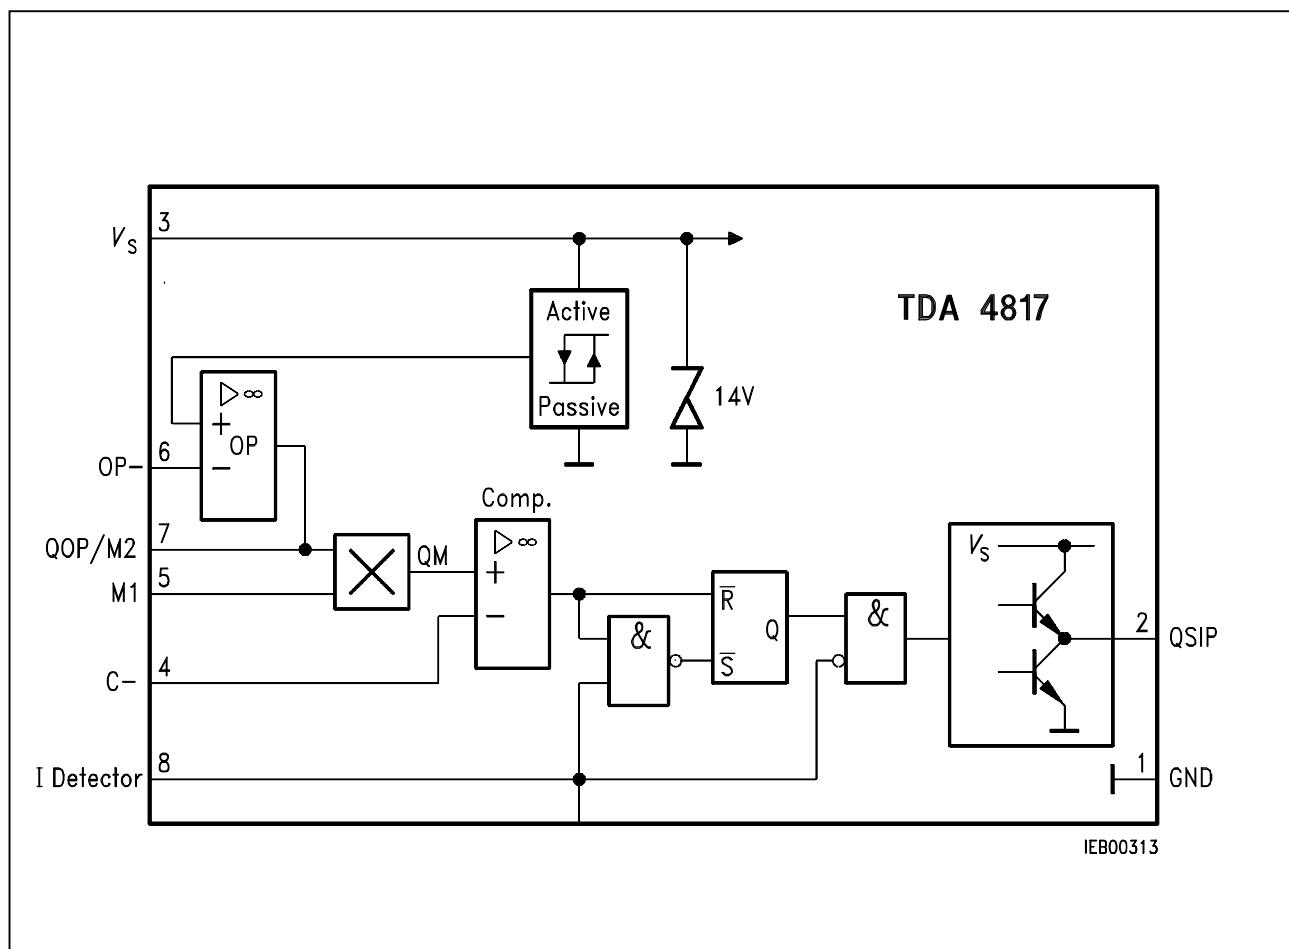 3
V_S
TDA 4817
Active
Passive
14V
▷ ∞
+
OP
−
6
OP−
Comp.
7
QOP/M2
QM
▷ ∞
+
−
5
M1
R̅
Q
S̅
&
&
V_S
2
QSIP
4
C−
8
I Detector
1
GND
IEB00313